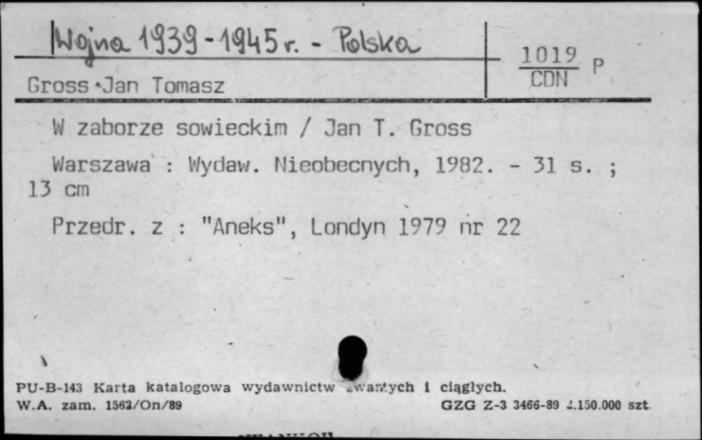 Wojna 1939-1945 r. - Polska
1019 P
CDN
Gross Jan Tomasz
W zaborze sowieckim / Jan T. Gross
Warszawa : Wydaw. Nieobecnych, 1982. - 31 s. ;
13 cm
Przedr. z : "Aneks", Londyn 1979 nr 22
PU-B-143 Karta katalogowa wydawnictw zwartych i ciągłych.
W.A. zam. 1563/On/89
GZG Z-3 3466-89 .150.000 szt